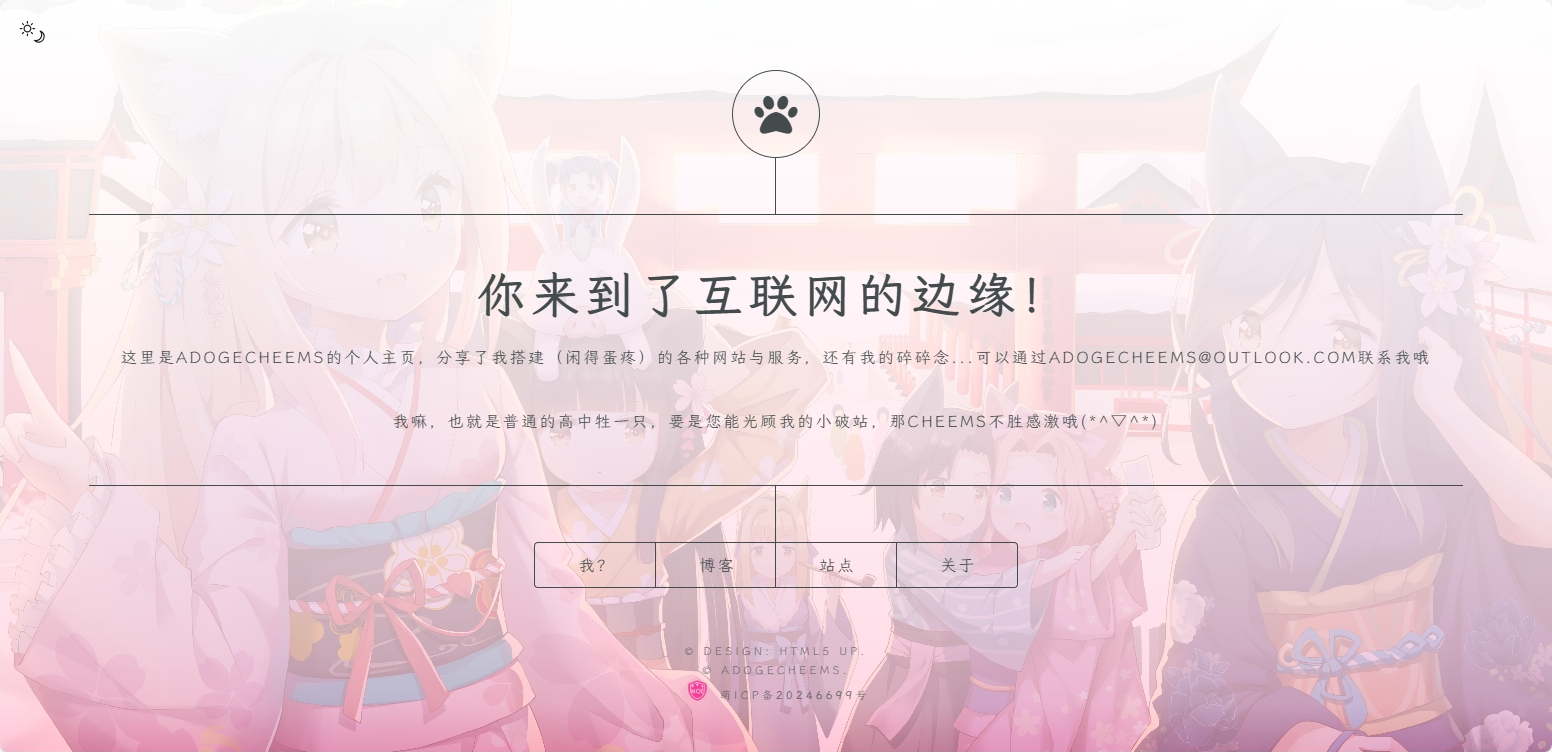 你来到了互联网的边缘!
这里是ADOGECHEEMS的个人主页，分享了我搭建（闲得蛋疼）的各种网站与服务，还有我的碎碎念...可以通过ADOGECHEEMS@OUTLOOK.COM联系我哦
我嘛，也就是普通的高中牲一只，要是您能光顾我的小破站，那CHEEMS不胜感激哦(*^▽^*)
我？ 博客 站点 关于
© DESIGN: HTML5 UP.
© ADOGECHEEMS.
萌ICP备20246699号